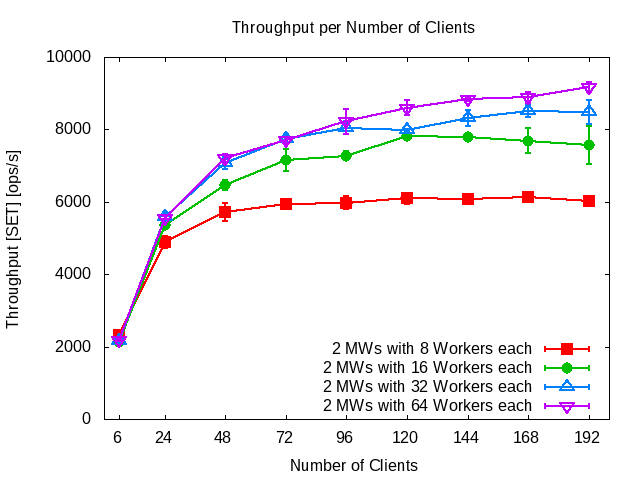 Throughput per Number of Clients
Throughput [SET] [ops/s]
10000
8000
6000
4000
2000
0
2 MWs with 8 Workers each
2 MWs with 16 Workers each
2 MWs with 32 Workers each
2 MWs with 64 Workers each
6 24 48 72 96 120 144 168 192
Number of Clients